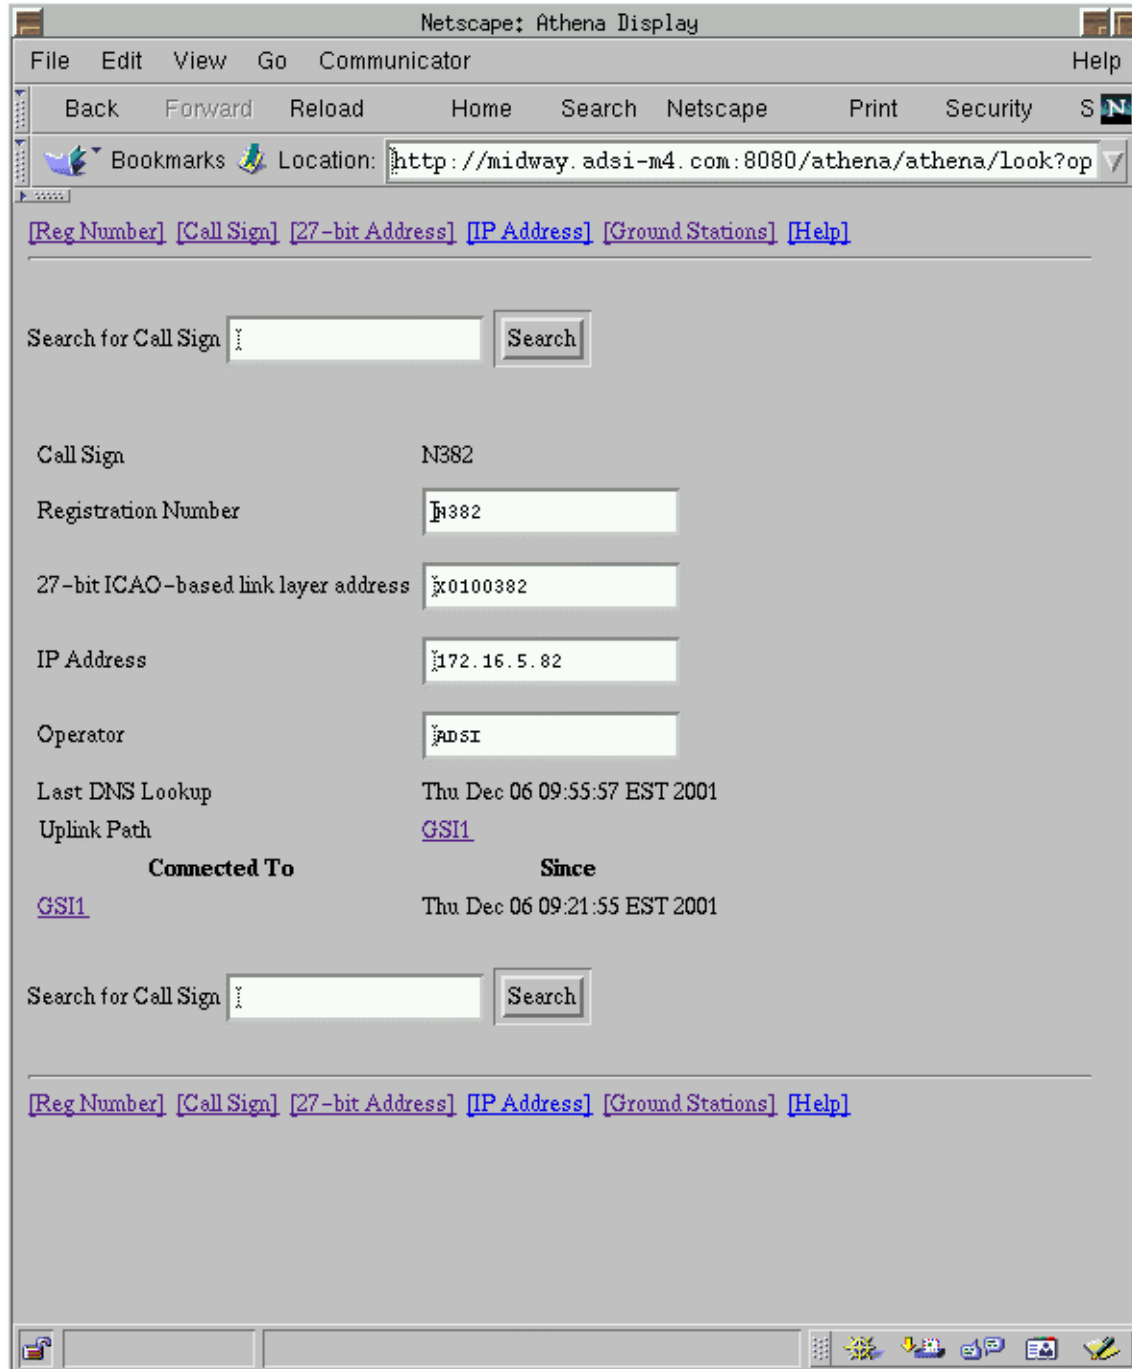 Netscape: Athena Display
File Edit View Go Communicator Help
Back Forward Reload Home Search Netscape Print Security S N
Bookmarks Location: http://midway.adsi-m4.com:8080/athena/athena/look?op
[Reg Number] [Call Sign] [27-bit Address] [IP Address] [Ground Stations] [Help]
Search for Call Sign Search
Call Sign N382
Registration Number N382
27-bit ICAO-based link layer address X0100382
IP Address 172.16.5.82
Operator ADSI
Last DNS Lookup Thu Dec 06 09:55:57 EST 2001
Uplink Path GSI1
Connected To Since
GSI1 Thu Dec 06 09:21:55 EST 2001
Search for Call Sign Search
[Reg Number] [Call Sign] [27-bit Address] [IP Address] [Ground Stations] [Help]